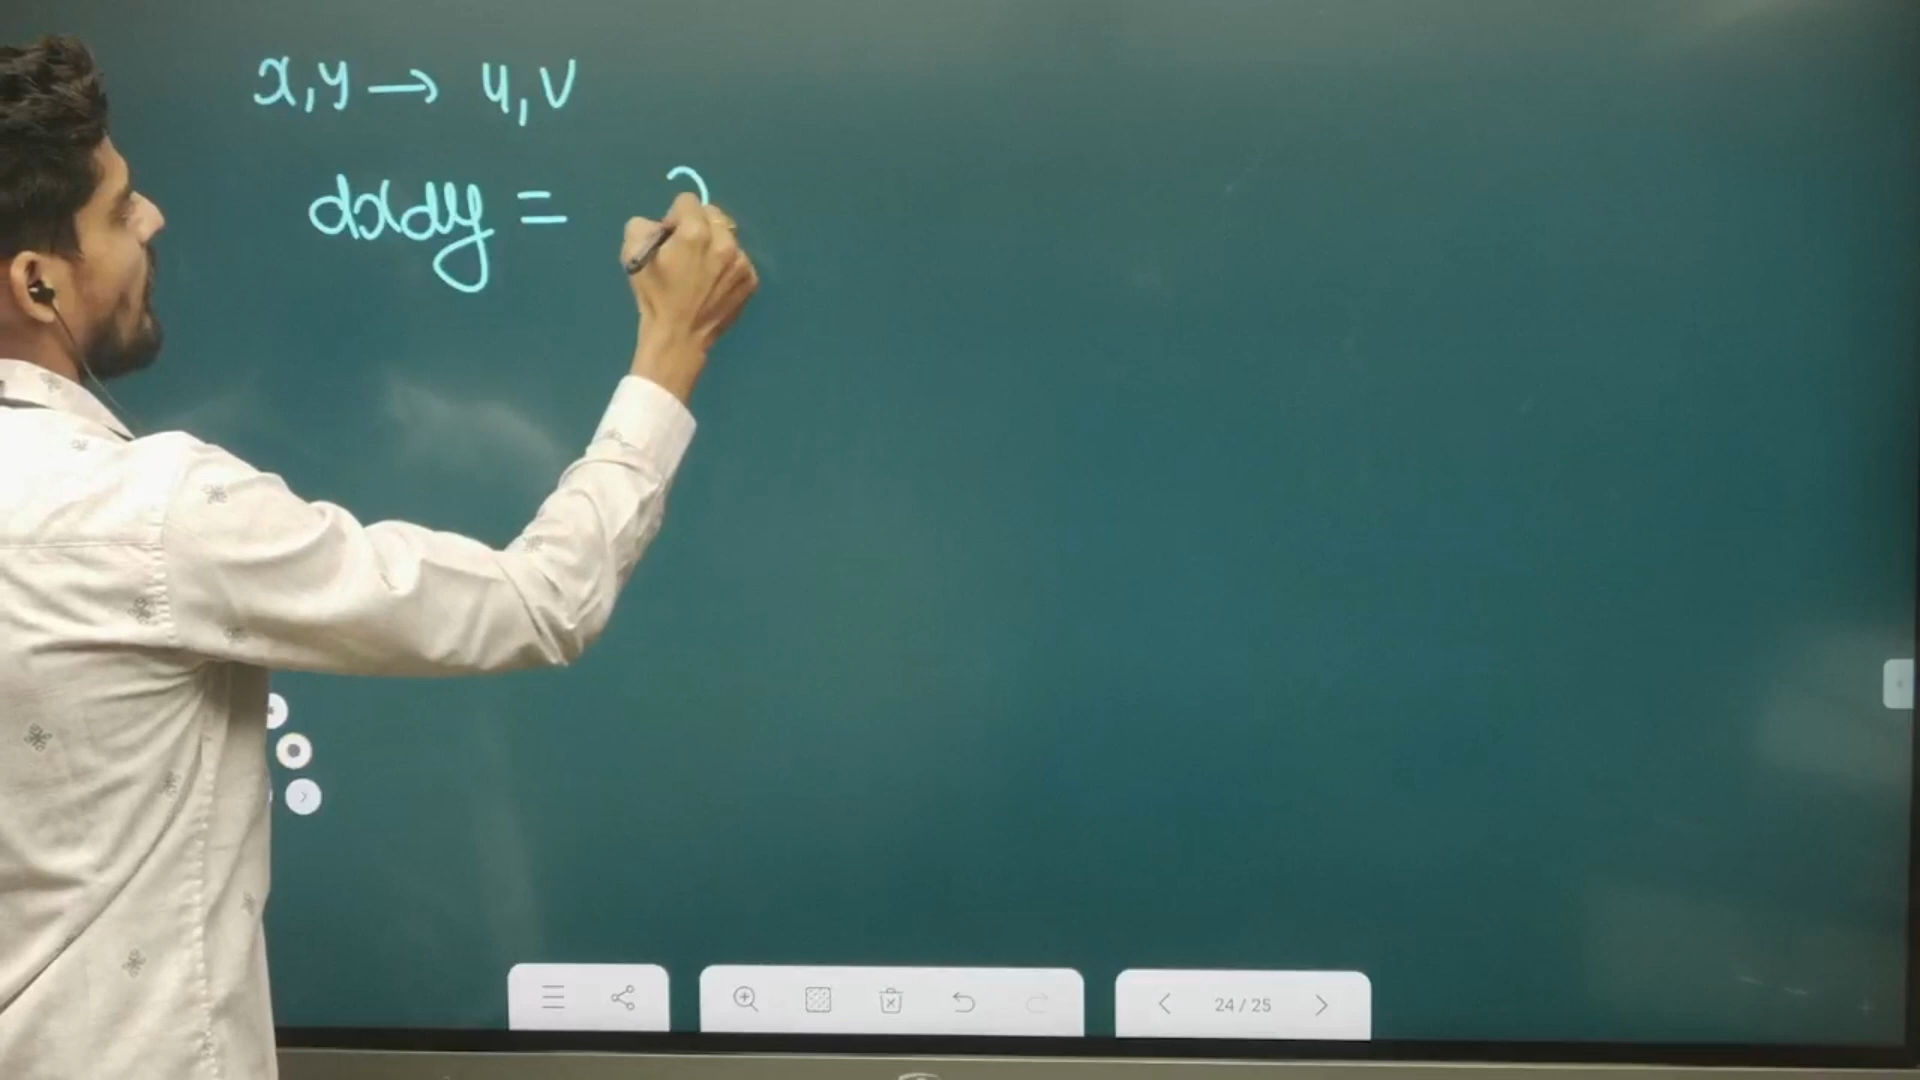 x, y → u, v
dxdy = ?
24 / 25